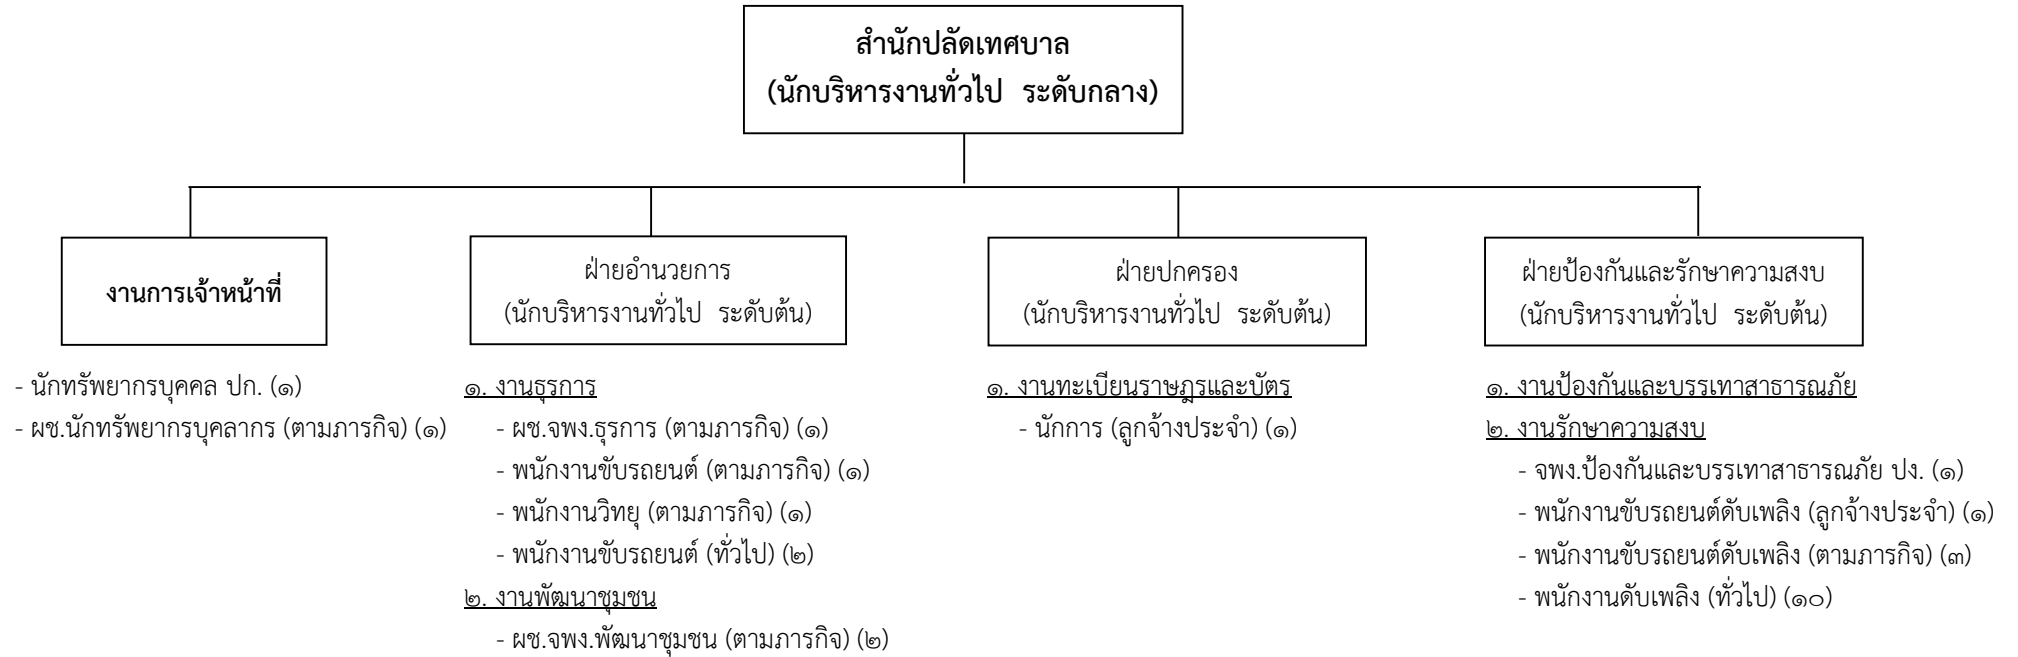 สำนักปลัดเทศบาล
(นักบริหารงานทั่วไป ระดับกลาง)
งานการเจ้าหน้าที่
- นักทรัพยากรบุคคล ปก. (๑)
- ผช.นักทรัพยากรบุคลากร (ตามภารกิจ) (๑)
ฝ่ายอำนวยการ
(นักบริหารงานทั่วไป ระดับต้น)
๑. งานธุรการ
- ผช.จพง.ธุรการ (ตามภารกิจ) (๑)
- พนักงานขับรถยนต์ (ตามภารกิจ) (๑)
- พนักงานวิทยุ (ตามภารกิจ) (๑)
- พนักงานขับรถยนต์ (ทั่วไป) (๒)
๒. งานพัฒนาชุมชน
- ผช.จพง.พัฒนาชุมชน (ตามภารกิจ) (๒)
ฝ่ายปกครอง
(นักบริหารงานทั่วไป ระดับต้น)
๑. งานทะเบียนราษฎรและบัตร
- นักการ (ลูกจ้างประจำ) (๑)
ฝ่ายป้องกันและรักษาความสงบ
(นักบริหารงานทั่วไป ระดับต้น)
๑. งานป้องกันและบรรเทาสาธารณภัย
๒. งานรักษาความสงบ
- จพง.ป้องกันและบรรเทาสาธารณภัย ปง. (๑)
- พนักงานขับรถยนต์ดับเพลิง (ลูกจ้างประจำ) (๑)
- พนักงานขับรถยนต์ดับเพลิง (ตามภารกิจ) (๓)
- พนักงานดับเพลิง (ทั่วไป) (๑๐)